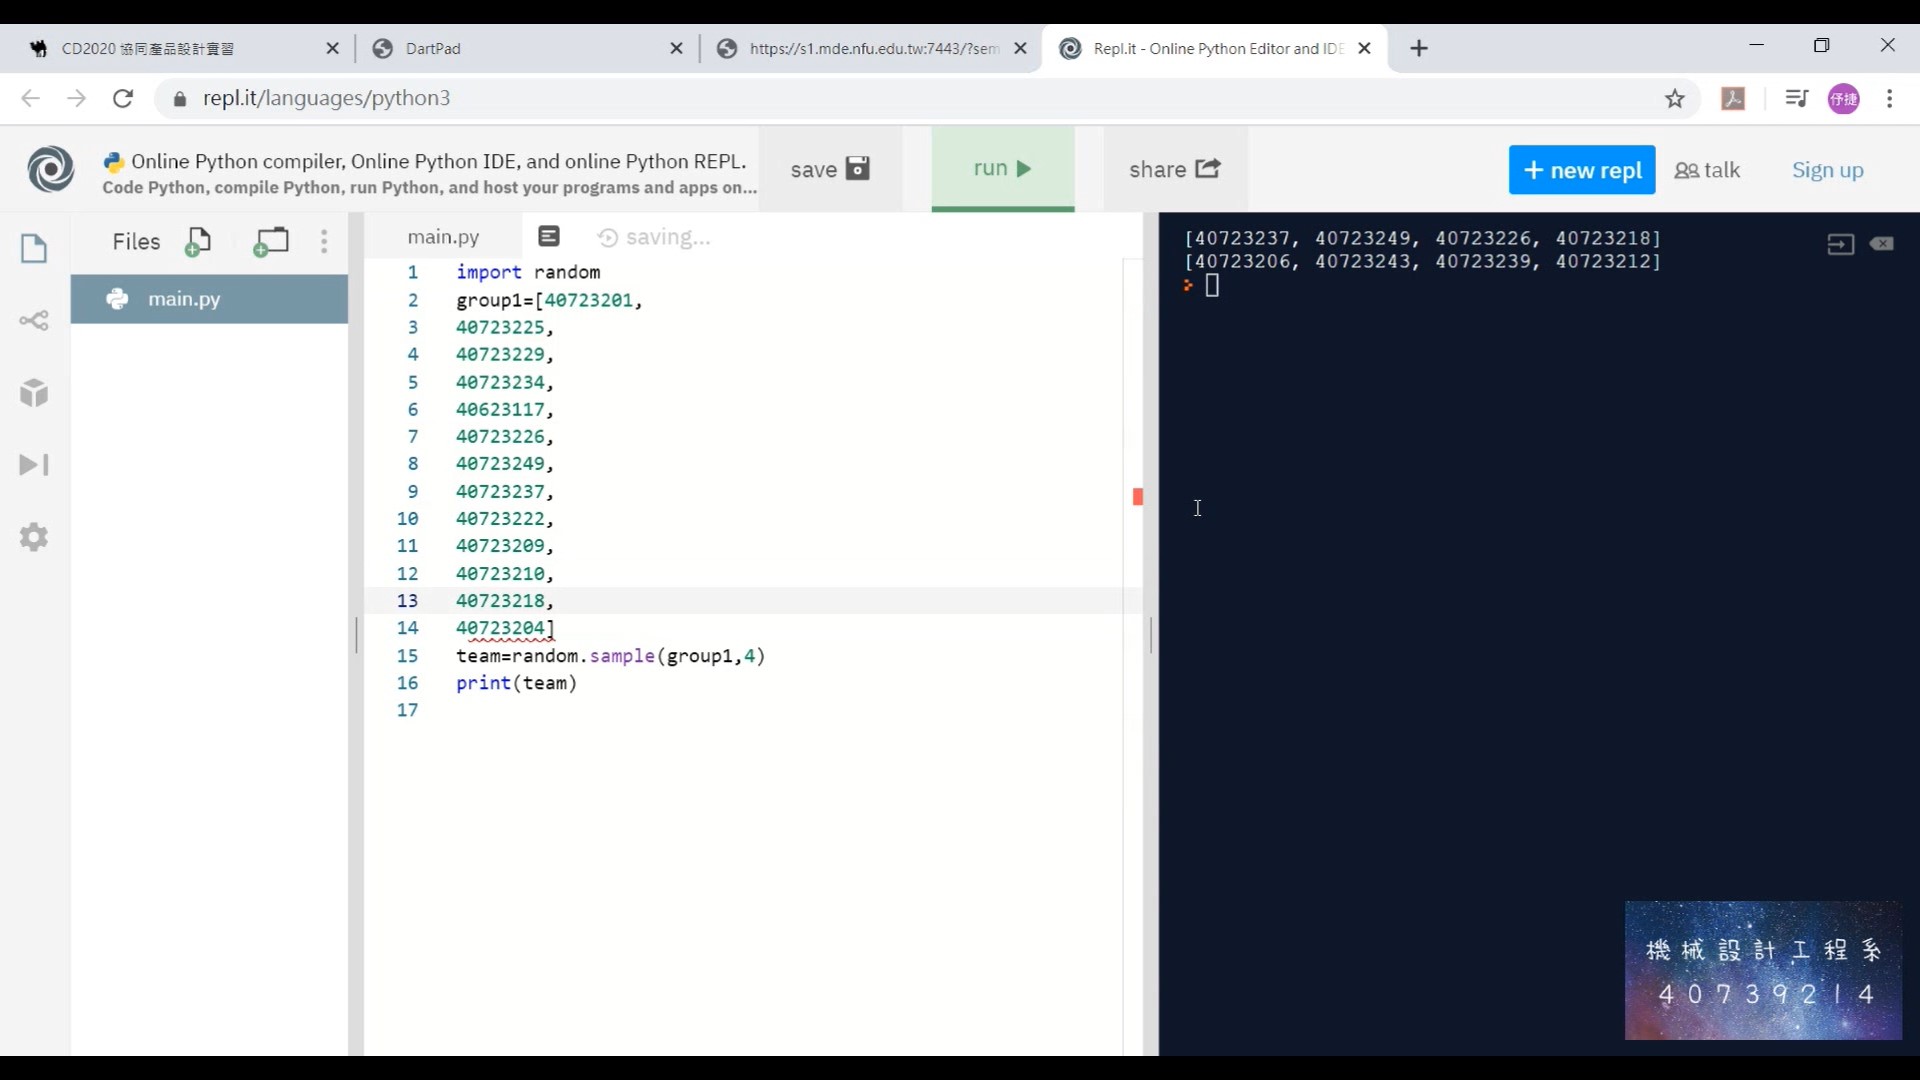 CD2020 協同產品設計實習
DartPad
https://s1.mde.nfu.edu.tw:7443/?sem
Repl.it - Online Python Editor and IDE
repl.it/languages/python3
伃捷
Online Python compiler, Online Python IDE, and online Python REPL.
Code Python, compile Python, run Python, and host your programs and apps on...
save
run
share
+ new repl
talk
Sign up
Files
main.py
main.py
saving...
1 import random
2 group1=[40723201,
3 40723225,
4 40723229,
5 40723234,
6 40623117,
7 40723226,
8 40723249,
9 40723237,
10 40723222,
11 40723209,
12 40723210,
13 40723218,
14 40723204]
15 team=random.sample(group1,4)
16 print(team)
17
[40723237, 40723249, 40723226, 40723218]
[40723206, 40723243, 40723239, 40723212]
機械設計工程系
40739214